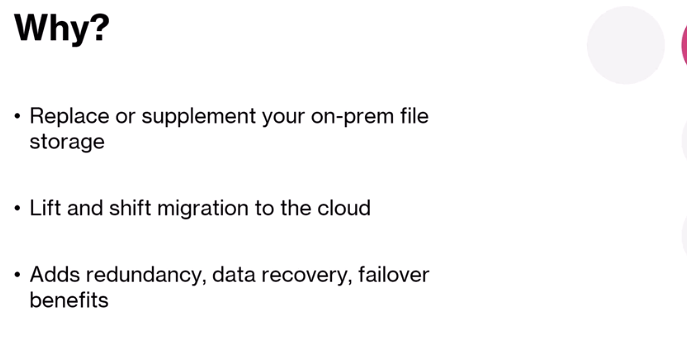 Why?
• Replace or supplement your on-prem file
storage
• Lift and shift migration to the cloud
• Adds redundancy, data recovery, failover
benefits